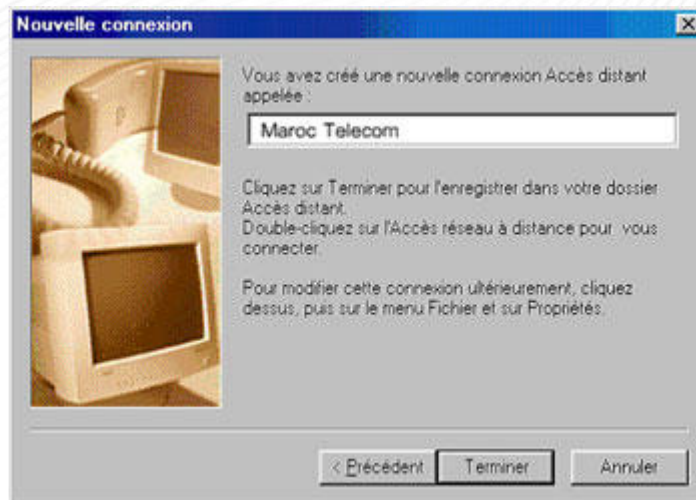 Nouvelle connexion
Vous avez créé une nouvelle connexion Accès distant
appelée :
Maroc Telecom
Cliquez sur Terminer pour l'enregistrer dans votre dossier
Accès distant.
Double-cliquez sur l'Accès réseau à distance pour vous
connecter.
Pour modifier cette connexion ultérieurement, cliquez
dessus, puis sur le menu Fichier et sur Propriétés.
< Précédent
Terminer
Annuler